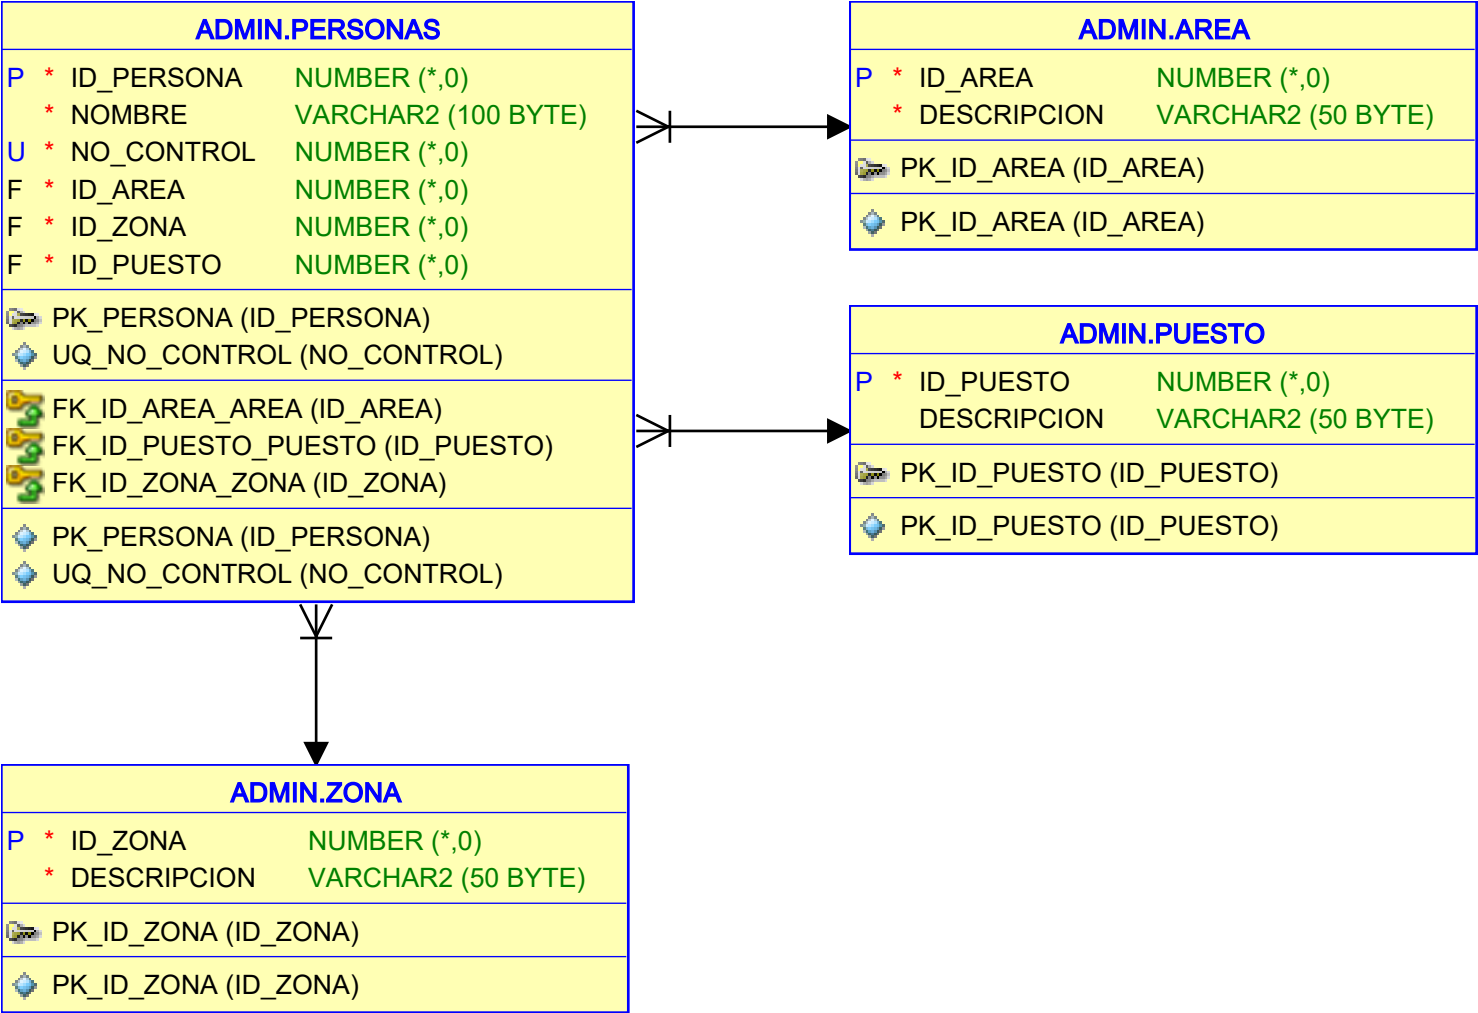 ADMIN.PERSONAS
P * ID_PERSONA NUMBER (*,0)
* NOMBRE VARCHAR2 (100 BYTE)
U * NO_CONTROL NUMBER (*,0)
F * ID_AREA NUMBER (*,0)
F * ID_ZONA NUMBER (*,0)
F * ID_PUESTO NUMBER (*,0)
PK_PERSONA (ID_PERSONA)
UQ_NO_CONTROL (NO_CONTROL)
FK_ID_AREA_AREA (ID_AREA)
FK_ID_PUESTO_PUESTO (ID_PUESTO)
FK_ID_ZONA_ZONA (ID_ZONA)
PK_PERSONA (ID_PERSONA)
UQ_NO_CONTROL (NO_CONTROL)
ADMIN.AREA
P * ID_AREA NUMBER (*,0)
* DESCRIPCION VARCHAR2 (50 BYTE)
PK_ID_AREA (ID_AREA)
PK_ID_AREA (ID_AREA)
ADMIN.PUESTO
P * ID_PUESTO NUMBER (*,0)
DESCRIPCION VARCHAR2 (50 BYTE)
PK_ID_PUESTO (ID_PUESTO)
PK_ID_PUESTO (ID_PUESTO)
ADMIN.ZONA
P * ID_ZONA NUMBER (*,0)
* DESCRIPCION VARCHAR2 (50 BYTE)
PK_ID_ZONA (ID_ZONA)
PK_ID_ZONA (ID_ZONA)